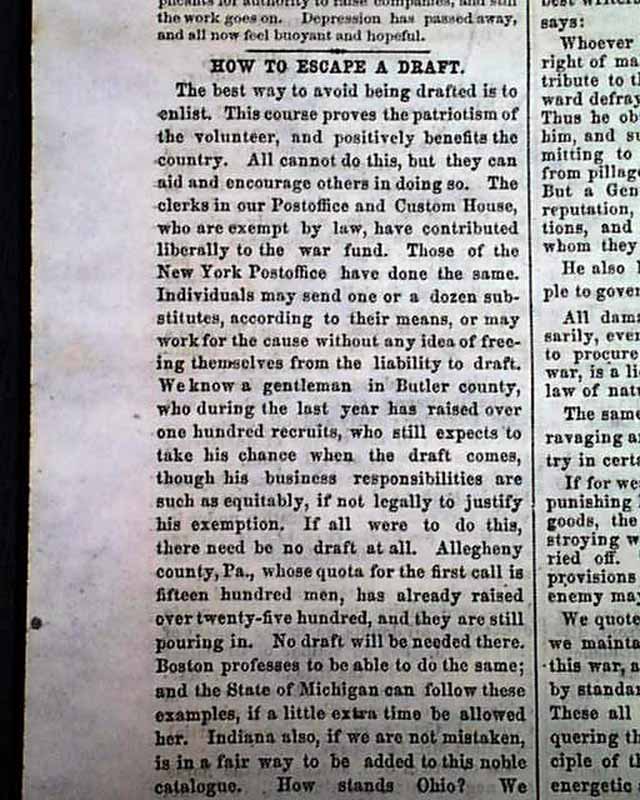 plicants for authority to raise companies, and still
the work goes on. Depression has passed away,
and all now feel buoyant and hopeful.
HOW TO ESCAPE A DRAFT.
The best way to avoid being drafted is to
enlist. This course proves the patriotism of
the volunteer, and positively benefits the
country. All cannot do this, but they can
aid and encourage others in doing so. The
clerks in our Postoffice and Custom House,
who are exempt by law, have contributed
liberally to the war fund. Those of the
New York Postoffice have done the same.
Individuals may send one or a dozen sub-
stitutes, according to their means, or may
work for the cause without any idea of free-
ing themselves from the liability to draft.
We know a gentleman in Butler county,
who during the last year has raised over
one hundred recruits, who still expects to
take his chance when the draft comes,
though his business responsibilities are
such as equitably, if not legally to justify
his exemption. If all were to do this,
there need be no draft at all. Allegheny
county, Pa., whose quota for the first call is
fifteen hundred men, has already raised
over twenty-five hundred, and they are still
pouring in. No draft will be needed there.
Boston professes to be able to do the same;
and the State of Michigan can follow these
examples, if a little extra time be allowed
her. Indiana also, if we are not mistaken,
is in a fair way to be added to this noble
catalogue. How stands Ohio? We
says:
Whoever
right of ma
tribute to th
ward defray
Thus he ob
him, and su
mitting to
from pillage
But a Gen
reputation,
tions, and
whom they
He also
ple to gover
All dama
sarily, ever
to procure
war, is a li
law of natu
The same
ravaging a
try in certa
If for we
punishing
goods, the
stroying w
ried off.
provisions
enemy may
We quote
we mainta
this war, a
by standar
These all
quering th
ciple of th
energetic